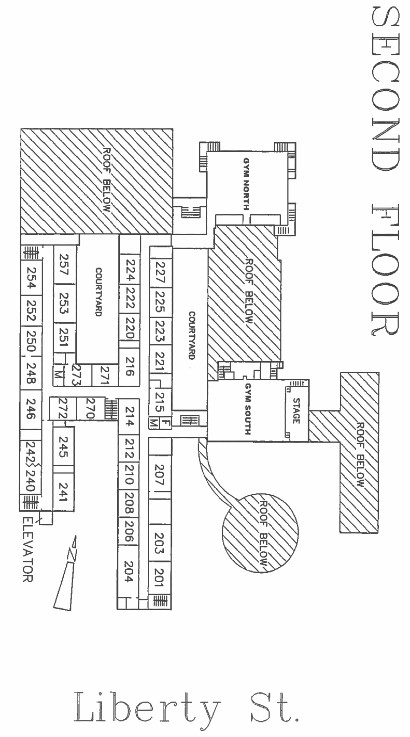 SECOND FLOOR
ROOF BELOW
GYM NORTH
ROOF BELOW
COURTYARD
COURTYARD
254
252
250
248
246
242
240
257
253
251
M
273
271
272
270
245
241
224
222
220
216
214
212
210
208
206
204
227
225
223
221
215
M
F
207
203
201
GYM SOUTH
STAGE
ROOF BELOW
ROOF BELOW
ELEVATOR
N
Liberty St.